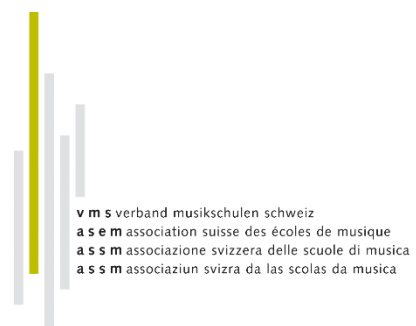 v m s verband musikschulen schweiz
a s e m association suisse des écoles de musique
a s s m associazione svizzera delle scuole di musica
a s s m associaziun svizra da las scolas da musica